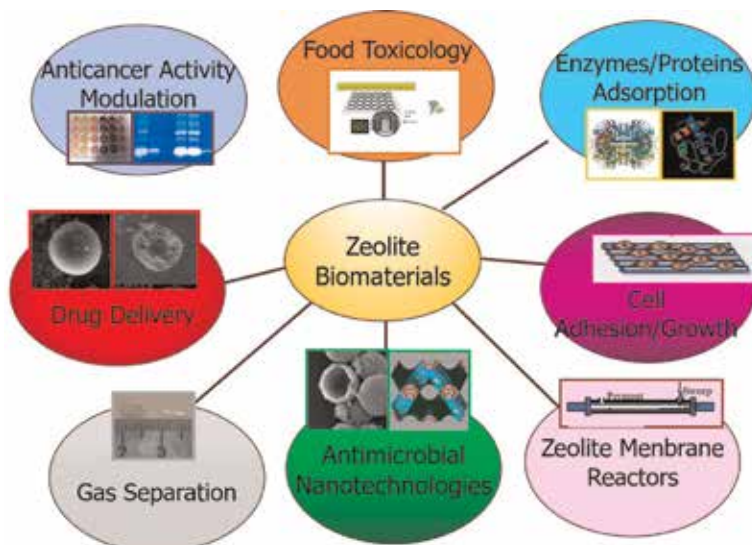 Anticancer Activity
Modulation
Food Toxicology
Enzymes/Proteins
Adsorption
Drug Delivery
Zeolite
Biomaterials
Cell
Adhesion/Growth
Gas Separation
Antimicrobial
Nanotechnologies
Zeolite Menbrane
Reactors